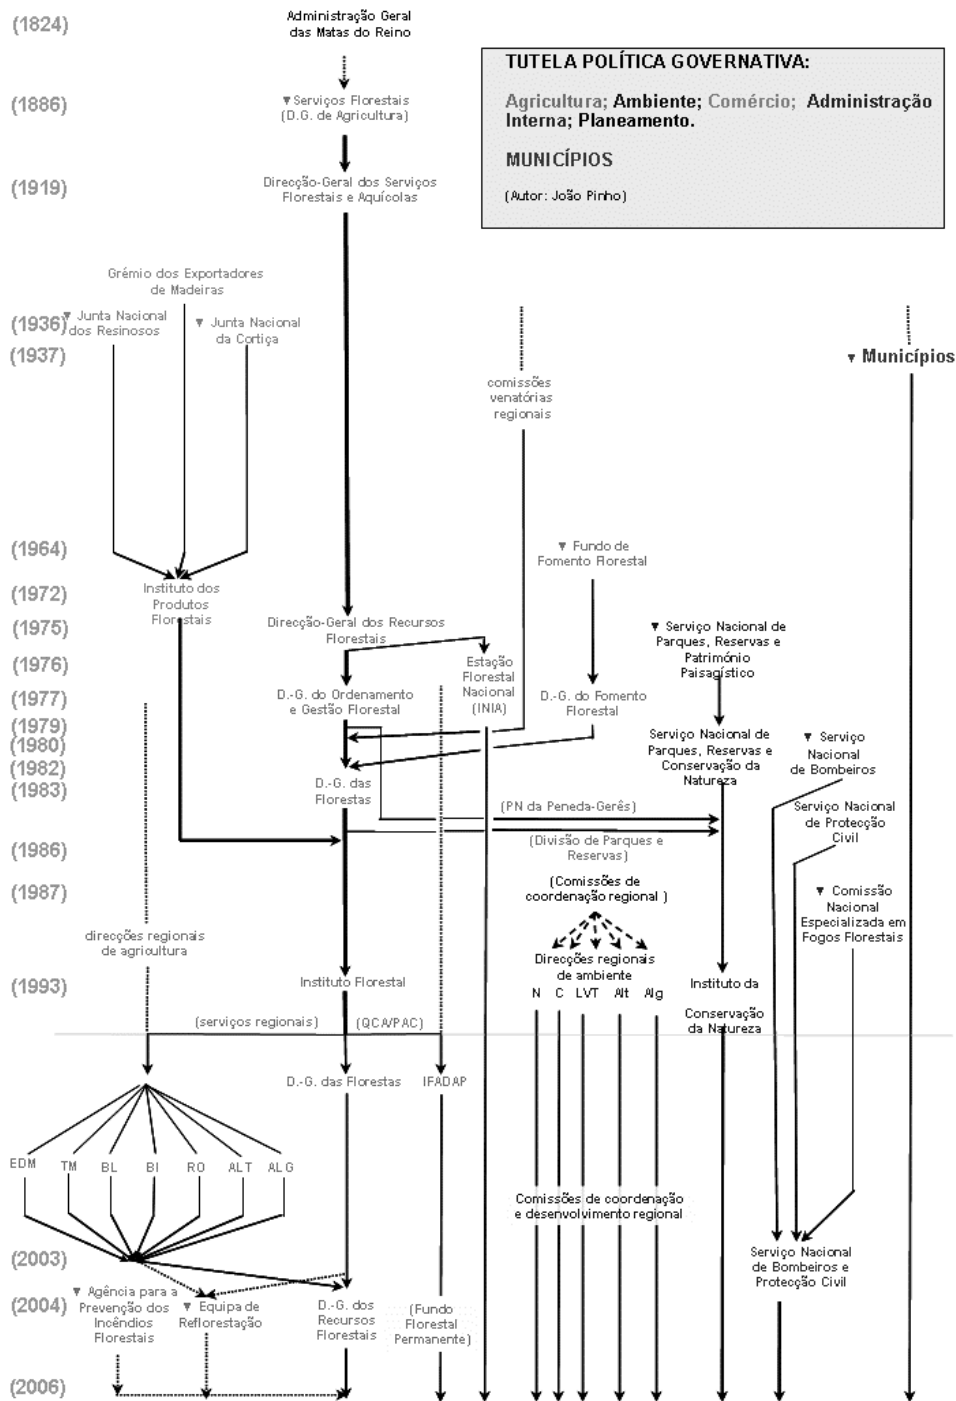 (1824)
Administração Geral
das Matas do Reino
TUTELA POLÍTICA GOVERNATIVA:
Agricultura; Ambiente; Comércio; Administração
Interna; Planeamento.
MUNICÍPIOS
(Autor: João Pinho)
(1886)
▼ Serviços Florestais
(D.G. de Agricultura)
(1919)
Direcção-Geral dos Serviços
Florestais e Aquícolas
Grémio dos Exportadores
de Madeiras
(1936)
▼ Junta Nacional
dos Resinosos
▼ Junta Nacional
da Cortiça
(1937)
▼ Municípios
comissões
venatórias
regionais
(1964)
▼ Fundo de
Fomento Florestal
(1972)
Instituto dos
Produtos
Florestais
(1975)
Direcção-Geral dos Recursos
Florestais
▼ Serviço Nacional de
Parques, Reservas e
Património
Paisagístico
(1976)
Estação
Florestal
Nacional
(INIA)
(1977)
D.-G. do Ordenamento
e Gestão Florestal
D.-G. do Fomento
Florestal
(1979)
(1980)
Serviço Nacional de
Parques, Reservas e
Conservação da
Natureza
▼ Serviço
Nacional
de Bombeiros
(1982)
(1983)
D.-G. das
Florestas
(PN da Peneda-Gerês)
Serviço Nacional
de Protecção
Civil
(1986)
(Divisão de Parques e
Reservas)
(1987)
(Comissões de
coordenação regional )
▼ Comissão
Nacional
Especializada em
Fogos Florestais
direcções regionais
de agricultura
Direcções regionais
de ambiente
N C LVT Alt Alg
(1993)
Instituto Florestal
Instituto da
Conservação
da Natureza
(serviços regionais)
(QCA/PAC)
D.-G. das Florestas
IFADAP
EDM TM BL BI RO ALT ALG
Comissões de coordenação
e desenvolvimento regional
(2003)
Serviço Nacional
de Bombeiros e
Protecção Civil
(2004)
▼ Agência para a
Prevenção dos
Incêndios
Florestais
▼ Equipa de
Reflorestação
D.-G. dos
Recursos
Florestais
(Fundo
Florestal
Permanente)
(2006)